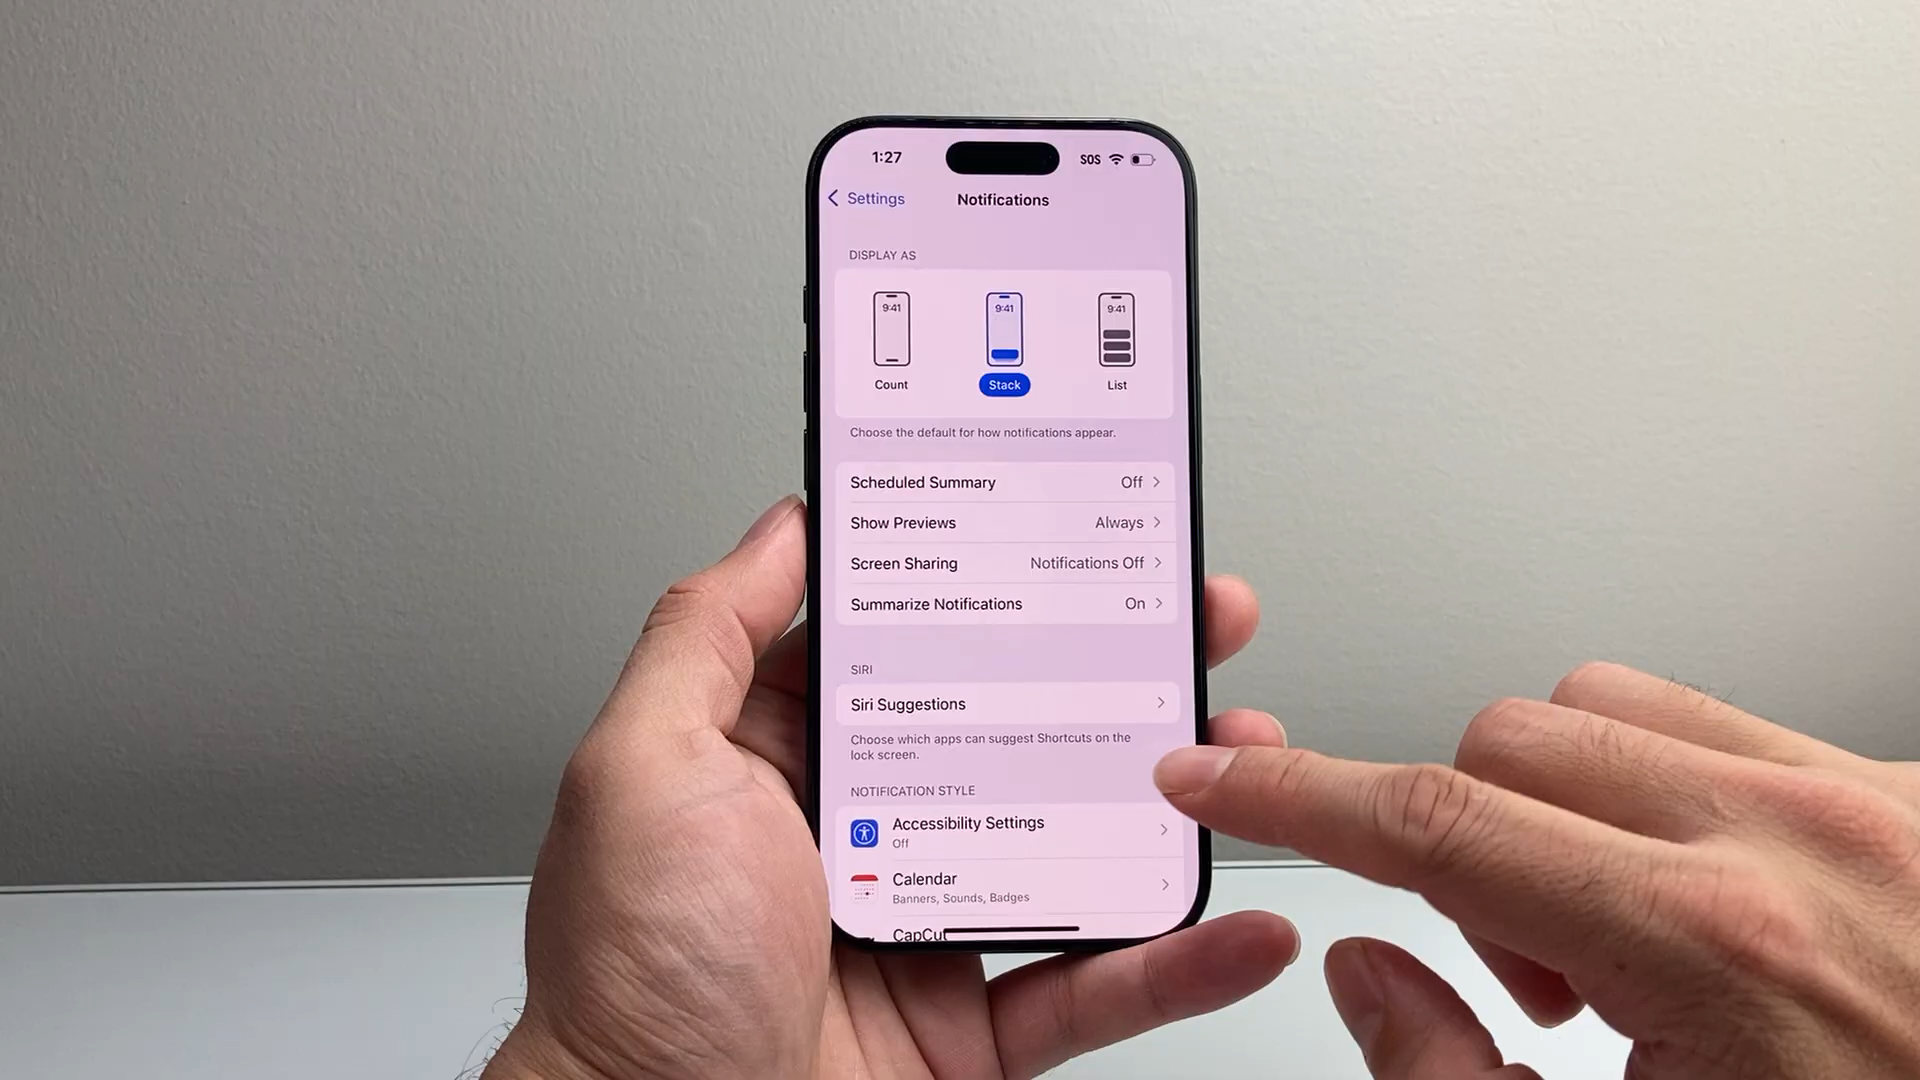 1:27
SOS
Settings
Notifications
DISPLAY AS
9:41
9:41
9:41
Count
Stack
List
Choose the default for how notifications appear.
Scheduled Summary Off
Show Previews Always
Screen Sharing Notifications Off
Summarize Notifications On
SIRI
Siri Suggestions
Choose which apps can suggest Shortcuts on the
lock screen.
NOTIFICATION STYLE
Accessibility Settings
Off
Calendar
Banners, Sounds, Badges
CapCut